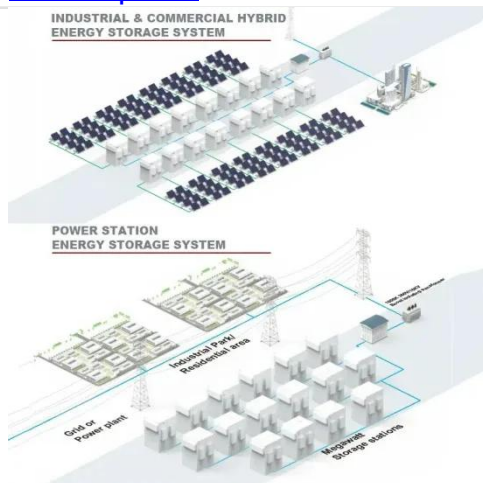 INDUSTRIAL & COMMERCIAL HYBRID
ENERGY STORAGE SYSTEM
POWER STATION
ENERGY STORAGE SYSTEM
Industrial Park/
Residential area
Grid or
Power plant
Megawatt
Storage stations